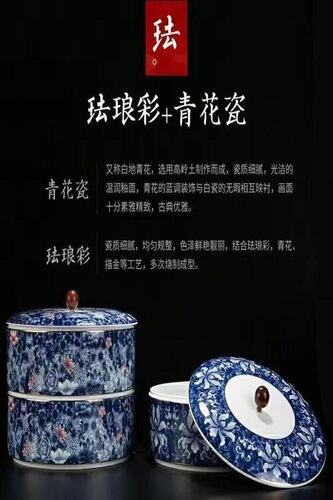 珐
珐琅彩+青花瓷
青花瓷
又称白地青花，选用高岭土制作而成，瓷质细腻，光洁的
温润釉面，青花的蓝调装饰与白瓷的无暇相互映衬，画面
十分素雅精致，古典优雅。
珐琅彩
瓷质细腻，均匀规整，色泽鲜艳靓丽，结合珐琅彩，青花、
描金等工艺，多次烧制成型。